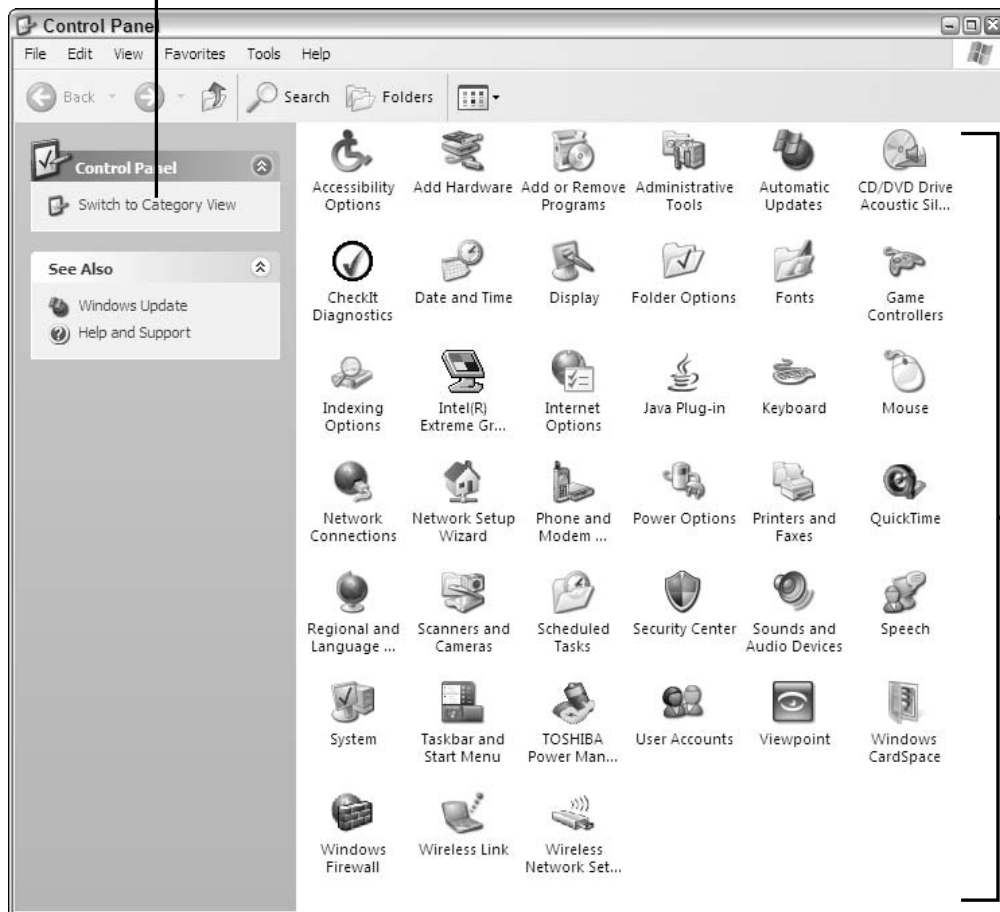 Control Panel
File Edit View Favorites Tools Help
Back Search Folders
Control Panel
Switch to Category View
See Also
Windows Update
Help and Support
Accessibility Options
Add Hardware
Add or Remove Programs
Administrative Tools
Automatic Updates
CD/DVD Drive Acoustic Sil...
CheckIt Diagnostics
Date and Time
Display
Folder Options
Fonts
Game Controllers
Indexing Options
Intel(R) Extreme Gr...
Internet Options
Java Plug-in
Keyboard
Mouse
Network Connections
Network Setup Wizard
Phone and Modem ...
Power Options
Printers and Faxes
QuickTime
Regional and Language ...
Scanners and Cameras
Scheduled Tasks
Security Center
Sounds and Audio Devices
Speech
System
Taskbar and Start Menu
TOSHIBA Power Man...
User Accounts
Viewpoint
Windows CardSpace
Windows Firewall
Wireless Link
Wireless Network Set...